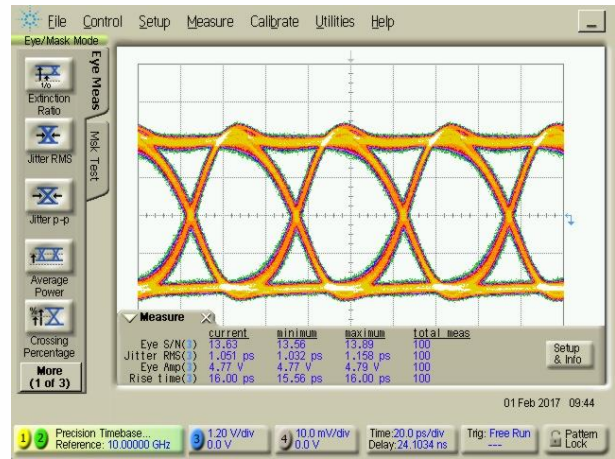 File Control Setup Measure Calibrate Utilities Help
Eye/Mask Mode
Eye Meas
Msk Test
1/0
Extinction
Ratio
Jitter RMS
Jitter p-p
Average
Power
%
Crossing
Percentage
More
(1 of 3)
Measure
current minimum maximum total meas
Eye S/N(3) 13.63 13.56 13.89 100
Jitter RMS(3) 1.051 ps 1.032 ps 1.158 ps 100
Eye Amp(3) 4.77 V 4.77 V 4.79 V 100
Rise time(3) 16.00 ps 15.56 ps 16.00 ps 100
Setup
& Info
01 Feb 2017 09:44
1 2 Precision Timebase...
Reference: 10.00000 GHz
3 1.20 V/div
0.0 V
4 10.0 mV/div
0.0 V
Time:20.0 ps/div
Delay:24.1034 ns
Trig: Free Run
---
Pattern
Lock